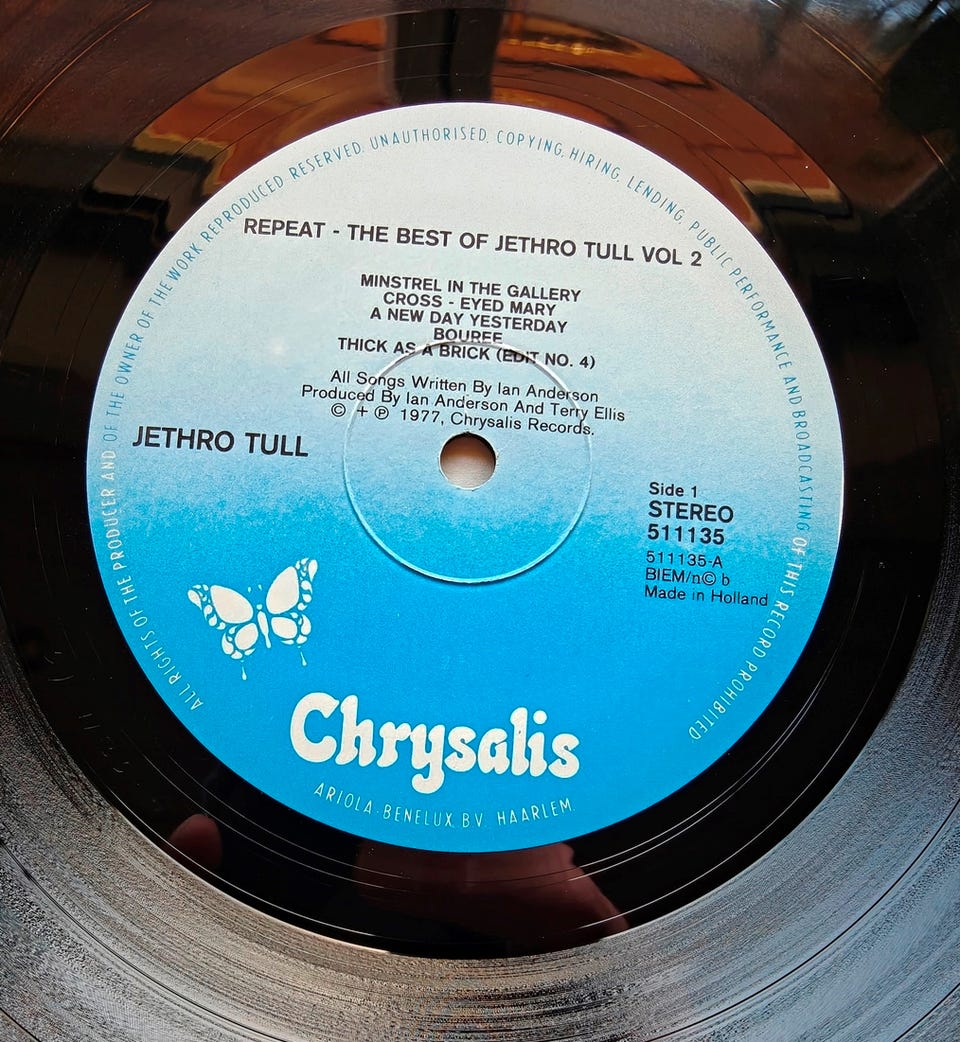 ALL RIGHTS OF THE PRODUCER AND OF THE OWNER OF THE WORK REPRODUCED RESERVED. UNAUTHORISED. COPYING, HIRING, LENDING, PUBLIC PERFORMANCE AND BROADCASTING OF THIS RECORD PROHIBITED
REPEAT - THE BEST OF JETHRO TULL VOL 2
MINSTREL IN THE GALLERY
CROSS - EYED MARY
A NEW DAY YESTERDAY
BOUREE
THICK AS A BRICK (EDIT NO. 4)
All Songs Written By Ian Anderson
Produced By Ian Anderson And Terry Ellis
© + ℗ 1977, Chrysalis Records.
JETHRO TULL
Side 1
STEREO
511135
511135-A
BIEM/n© b
Made in Holland
Chrysalis
ARIOLA. BENELUX. B.V. HAARLEM.